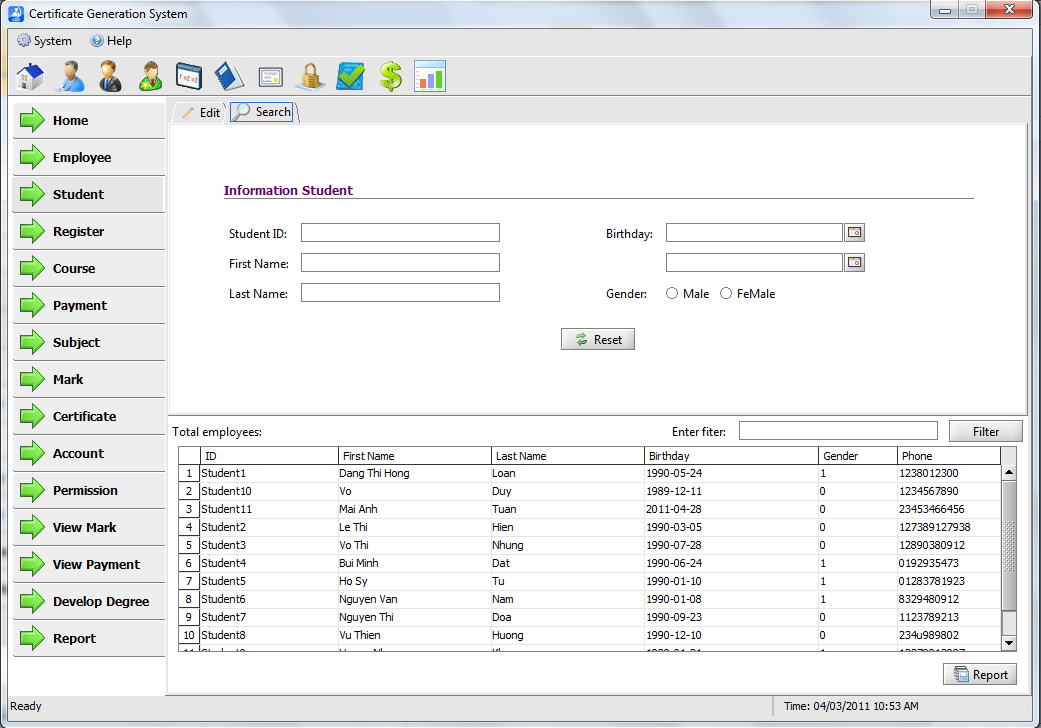 Certificate Generation System
System Help
Edit Search
Home
Employee
Student
Register
Course
Payment
Subject
Mark
Certificate
Account
Permission
View Mark
View Payment
Develop Degree
Report
Information Student
Student ID: Birthday:
First Name:
Last Name: Gender: Male FeMale
Reset
Total employees: Enter fiter: Filter
ID First Name Last Name Birthday Gender Phone
1 Student1 Dang Thi Hong Loan 1990-05-24 1 1238012300
2 Student10 Vo Duy 1989-12-11 0 1234567890
3 Student11 Mai Anh Tuan 2011-04-28 0 23453466456
4 Student2 Le Thi Hien 1990-03-05 0 127389127938
5 Student3 Vo Thi Nhung 1990-07-28 0 12890380912
6 Student4 Bui Minh Dat 1990-06-24 1 0192935473
7 Student5 Ho Sy Tu 1990-01-10 1 01283781923
8 Student6 Nguyen Van Nam 1990-01-08 1 8329480912
9 Student7 Nguyen Thi Doa 1990-09-23 0 1123789213
10 Student8 Vu Thien Huong 1990-12-10 0 234u989802
Report
Ready Time: 04/03/2011 10:53 AM